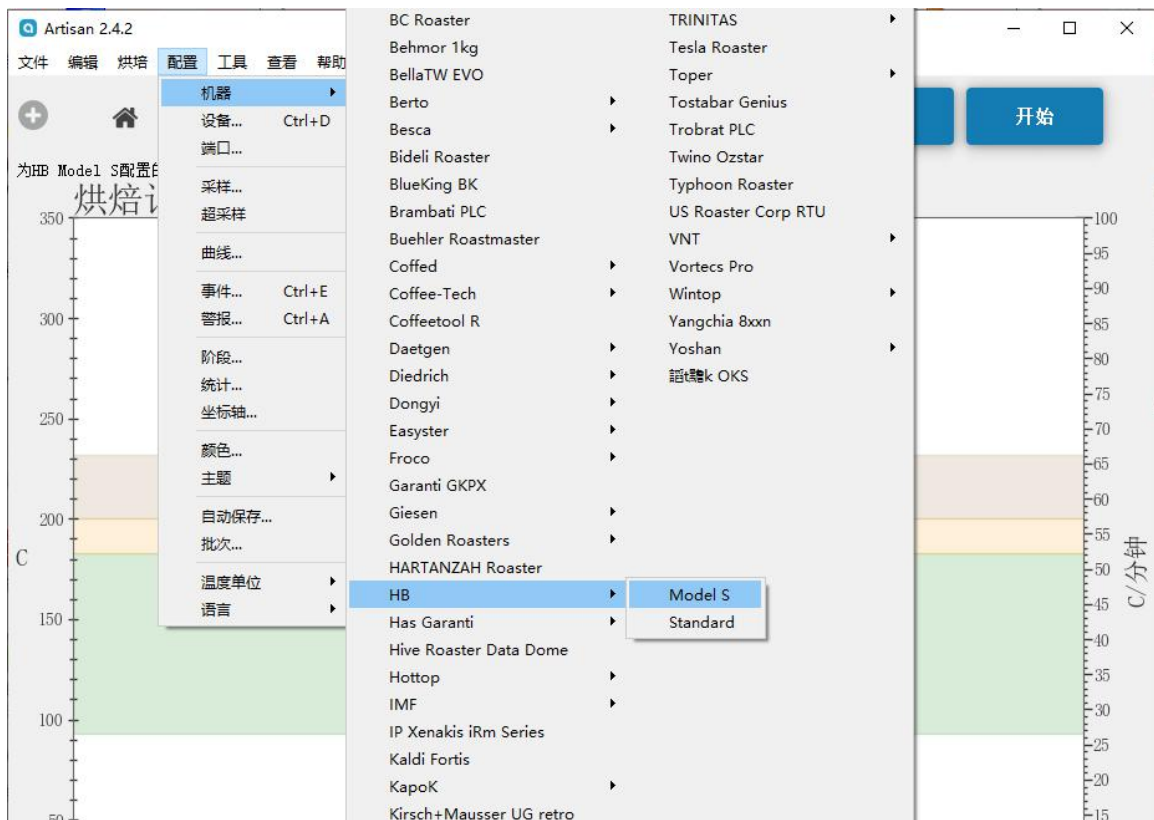 Artisan 2.4.2
文件 编辑 烘培 配置 工具 查看 帮助
机器
设备... Ctrl+D
端口...
采样...
超采样
曲线...
事件... Ctrl+E
警报... Ctrl+A
阶段...
统计...
坐标轴...
颜色...
主题
自动保存...
批次...
温度单位
语言
BC Roaster
Behmor 1kg
BellaTW EVO
Berto
Besca
Bideli Roaster
BlueKing BK
Brambati PLC
Buehler Roastmaster
Coffed
Coffee-Tech
Coffeetool R
Daetgen
Diedrich
Dongyi
Easyster
Froco
Garanti GKPX
Giesen
Golden Roasters
HARTANZAH Roaster
HB
Has Garanti
Hive Roaster Data Dome
Hottop
IMF
IP Xenakis iRm Series
Kaldi Fortis
KapoK
Kirsch+Mausser UG retro
TRINITAS
Tesla Roaster
Toper
Tostabar Genius
Trobrat PLC
Twino Ozstar
Typhoon Roaster
US Roaster Corp RTU
VNT
Vortecs Pro
Wintop
Yangchia 8xxn
Yoshan
OKS
Model S
Standard
开始
为HB Model S配置
烘焙
350
300
250
200
150
100
50
C
100
95
90
85
80
75
70
65
60
55
50
45
40
35
30
25
20
15
C/分钟